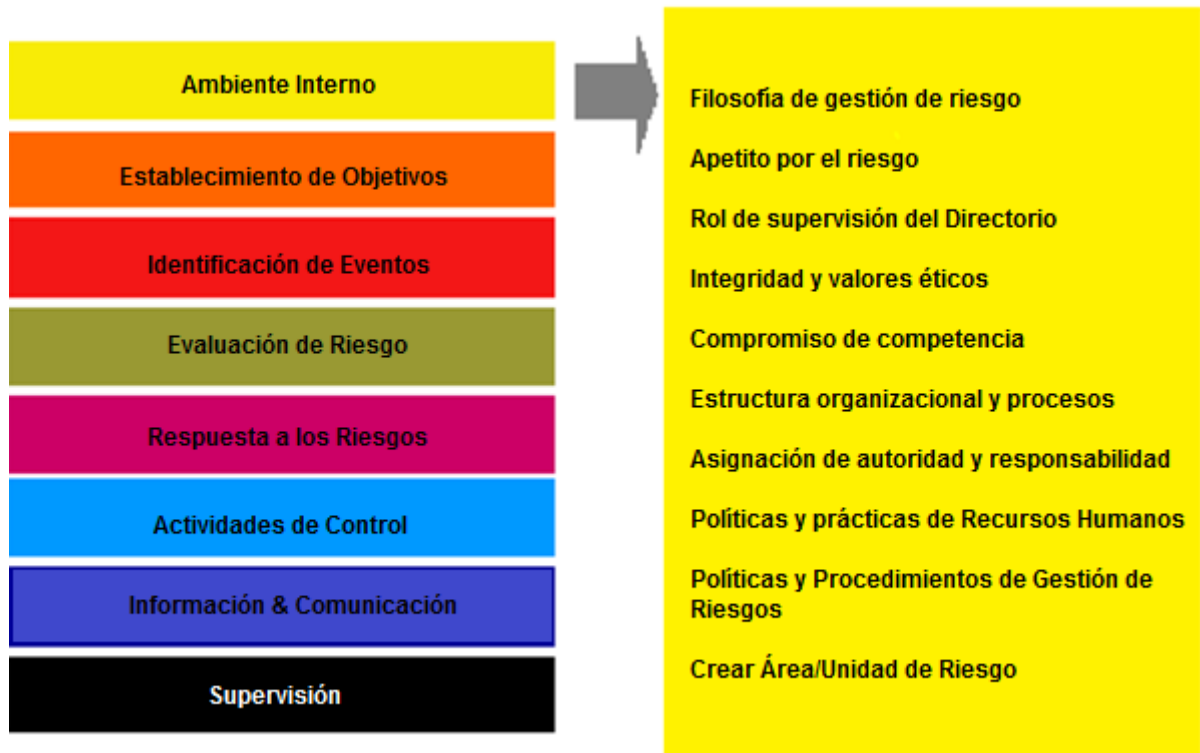 Ambiente Interno
Establecimiento de Objetivos
Identificación de Eventos
Evaluación de Riesgo
Respuesta a los Riesgos
Actividades de Control
Información & Comunicación
Supervisión
Filosofía de gestión de riesgo
Apetito por el riesgo
Rol de supervisión del Directorio
Integridad y valores éticos
Compromiso de competencia
Estructura organizacional y procesos
Asignación de autoridad y responsabilidad
Políticas y prácticas de Recursos Humanos
Políticas y Procedimientos de Gestión de
Riesgos
Crear Área/Unidad de Riesgo